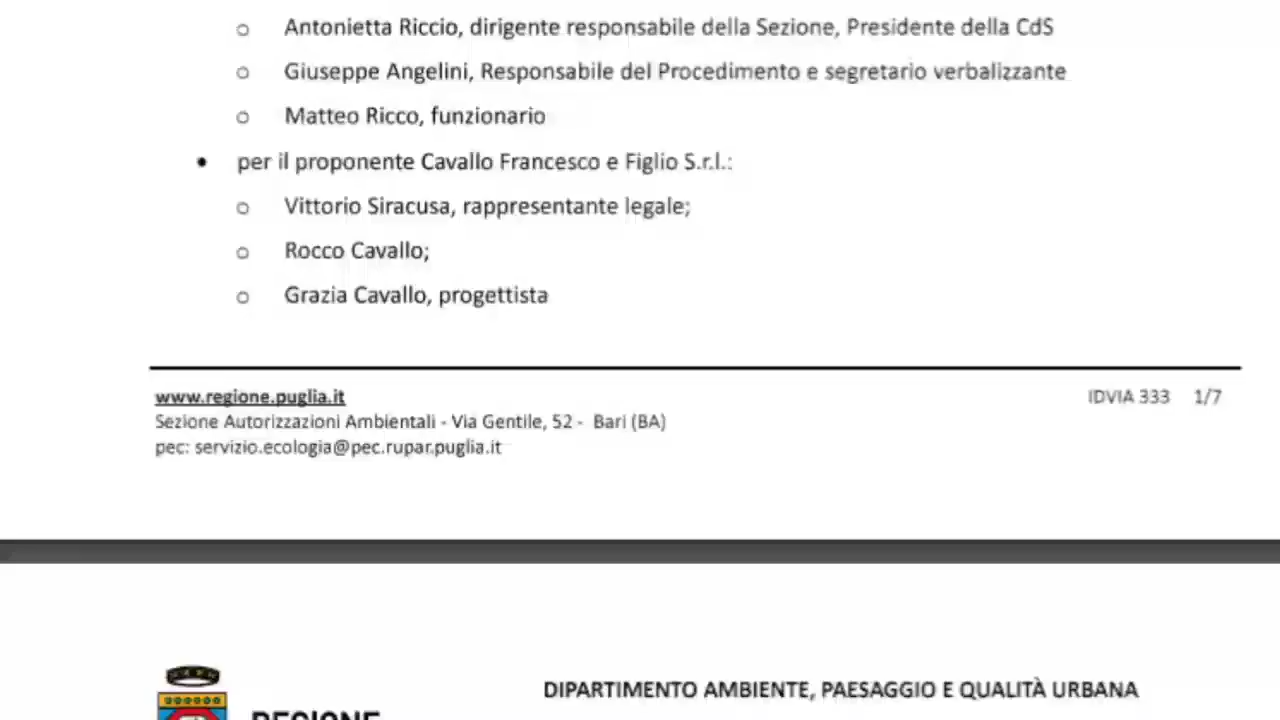 Antonietta Riccio, dirigente responsabile della Sezione, Presidente della CdS
Giuseppe Angelini, Responsabile del Procedimento e segretario verbalizzante
Matteo Ricco, funzionario
per il proponente Cavallo Francesco e Figlio S.r.l.:
Vittorio Siracusa, rappresentante legale;
Rocco Cavallo;
Grazia Cavallo, progettista
www.regione.puglia.it
IDVIA 333 1/7
Sezione Autorizzazioni Ambientali - Via Gentile, 52 - Bari (BA)
pec: servizio.ecologia@pec.rupar.puglia.it
DIPARTIMENTO AMBIENTE, PAESAGGIO E QUALITÀ URBANA
REGIONE